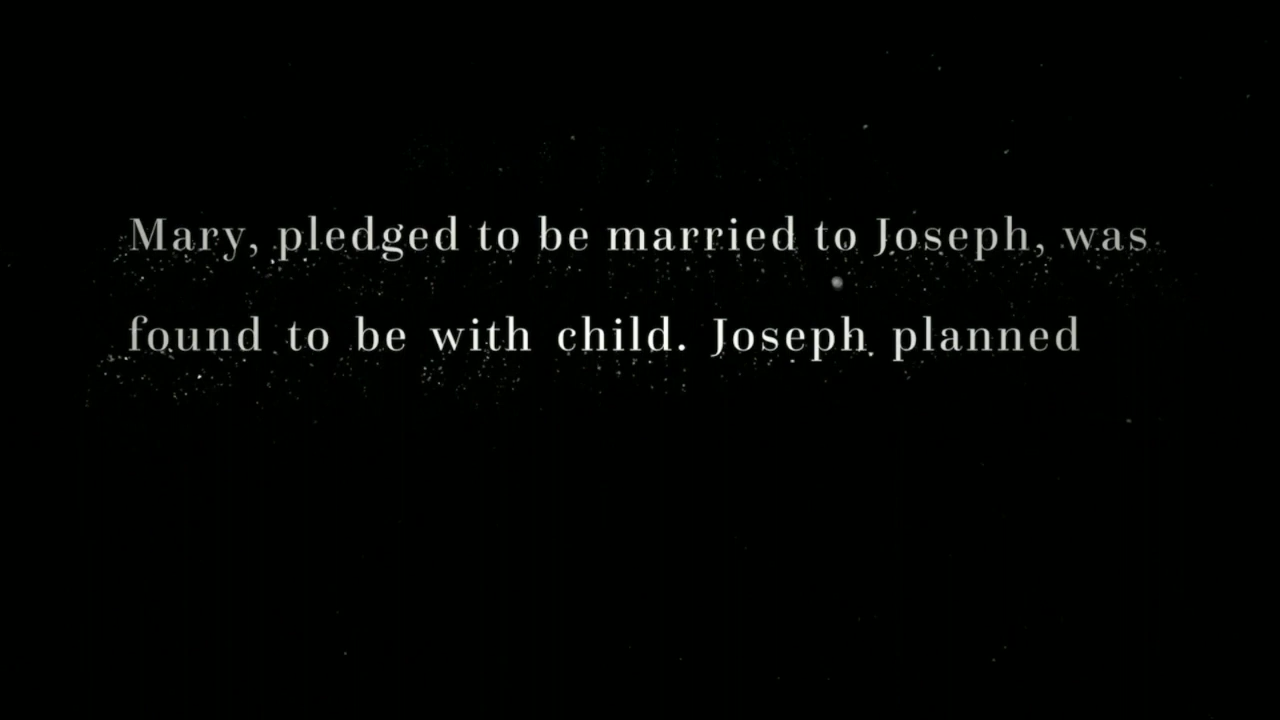 Mary, pledged to be married to Joseph, was
found to be with child. Joseph planned